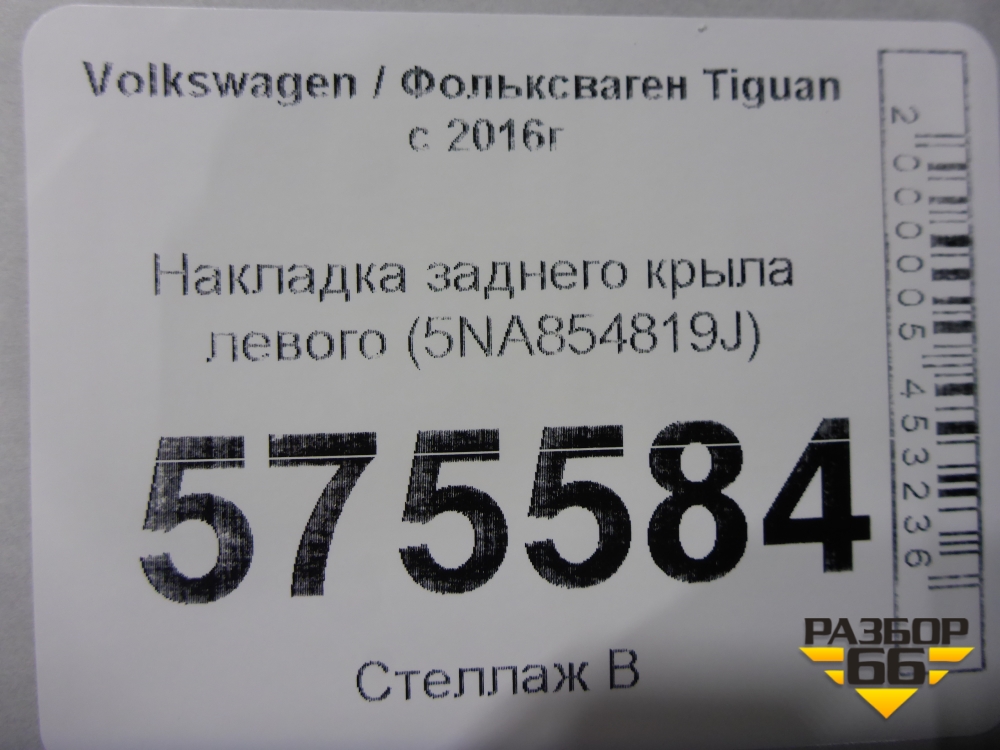 Volkswagen / Фольксваген Tiguan
с 2016г
Накладка заднего крыла
левого (5NA854819J)
575584
Стеллаж В
2000005453236
РАЗБОР
66